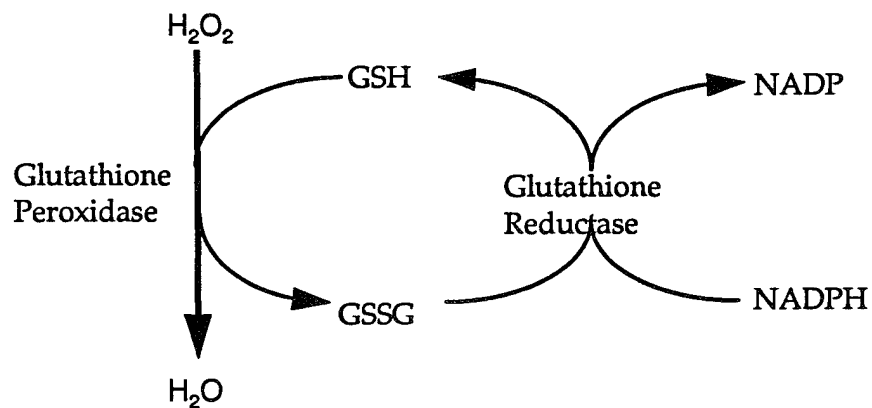 H₂O₂
GSH
NADP
Glutathione
Peroxidase
Glutathione
Reductase
GSSG
NADPH
H₂O